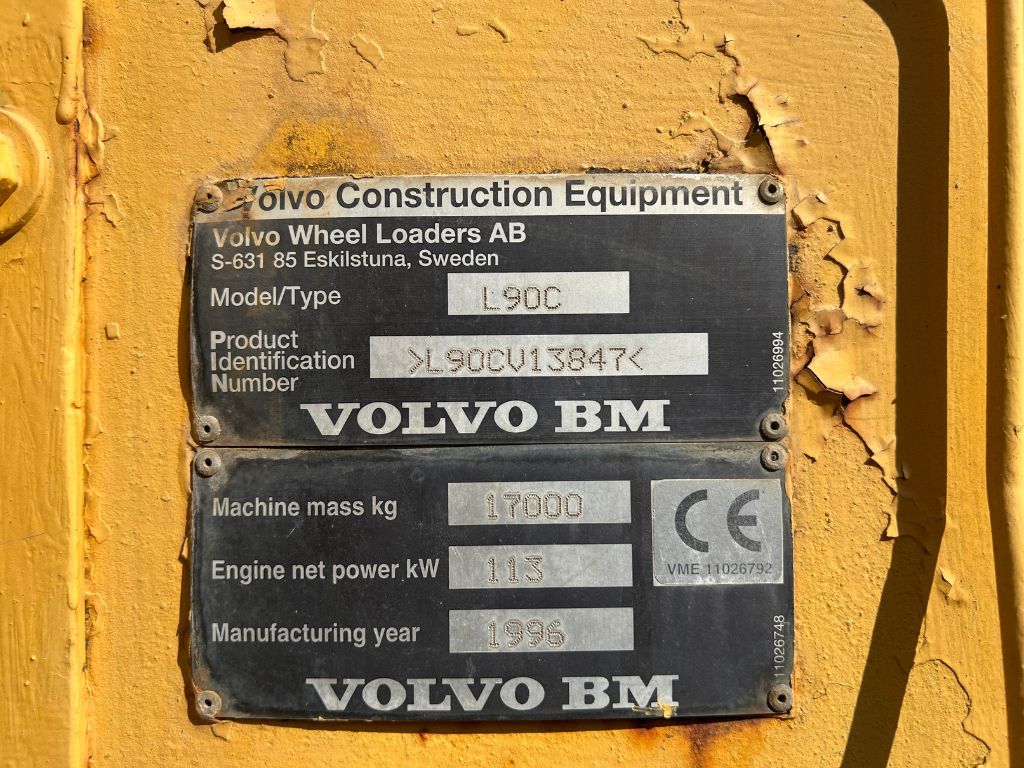 Volvo Construction Equipment
Volvo Wheel Loaders AB
S-631 85 Eskilstuna, Sweden
Model/Type L90C
Product
Identification >L90CV13847<
Number
11026994
VOLVO BM
Machine mass kg 17000
CE
VME 11026792
Engine net power kW 113
Manufacturing year 1996
11026748
VOLVO BM